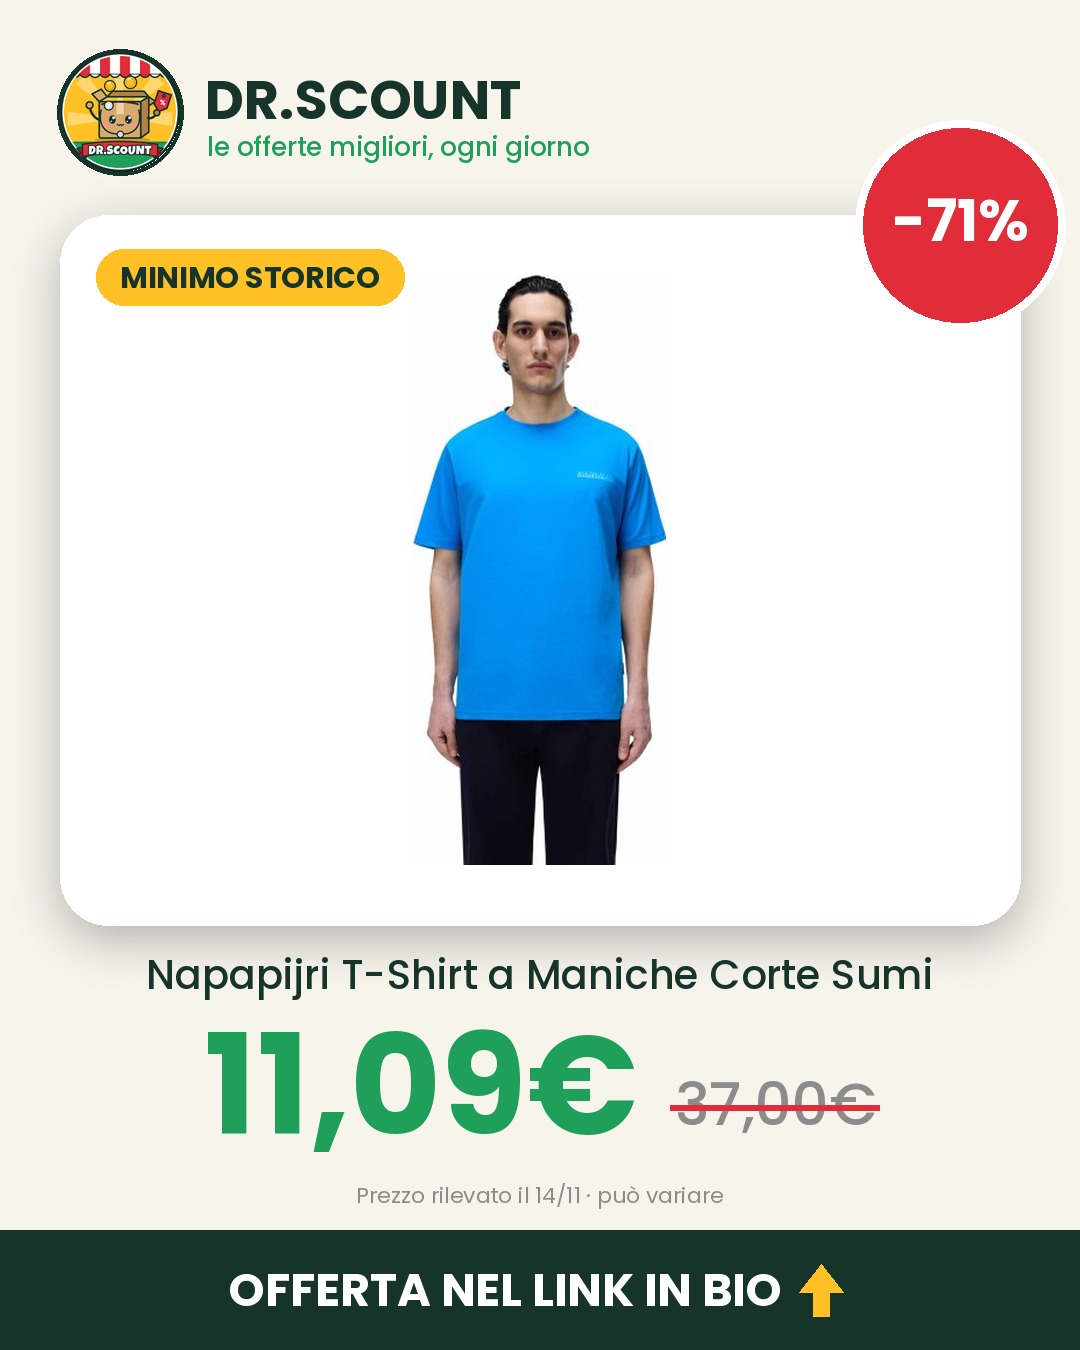 DR.SCOUNT
DR.SCOUNT
le offerte migliori, ogni giorno
-71%
MINIMO STORICO
Napapijri T-Shirt a Maniche Corte Sumi
11,09€ 37,00€
Prezzo rilevato il 14/11 · può variare
OFFERTA NEL LINK IN BIO